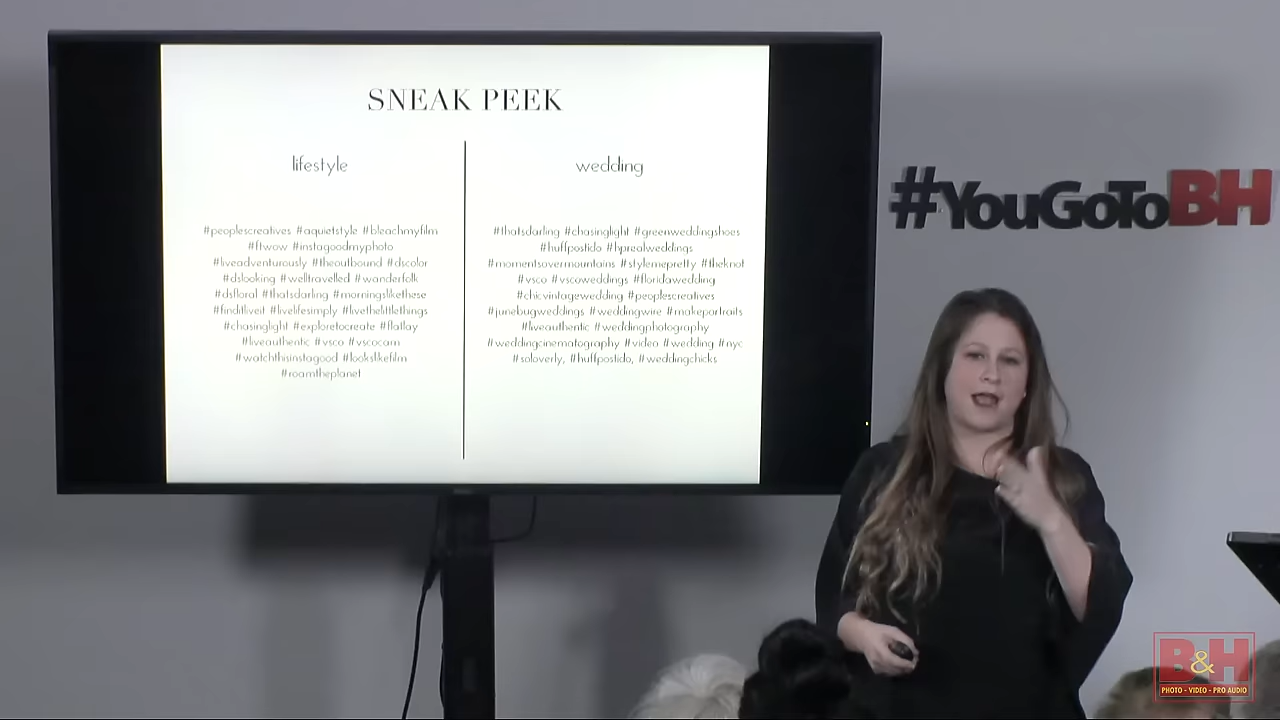 SNEAK PEEK
lifestyle
#peoplescreatives #aquietstyle #bleachmyfilm
#ftwow #instagoodmyphoto
#liveadventurously #theoutbound #dscolor
#dslooking #welltravelled #wanderfolk
#dsfloral #thatsdarling #morningslikethese
#finditliveit #livelifesimply #livethelittlethings
#chasinglight #exploretocreate #flatlay
#liveauthentic #vsco #vscocam
#watchthisinstagood #lookslikefilm
#roamtheplanet
wedding
#thatsdarling #chasinglight #greenweddingshoes
#huffpostido #hprealweddings
#momentsovermountains #stylemepretty #theknot
#vsco #vscoweddings #floridawedding
#chicvintagewedding #peoplescreatives
#junebugweddings #weddingwire #makeportraits
#liveauthentic #weddingphotography
#weddingcinematography #video #wedding #nyc
#soloverly, #huffpostido, #weddingchicks
#YouGoToBH
B&H
PHOTO - VIDEO - PRO AUDIO